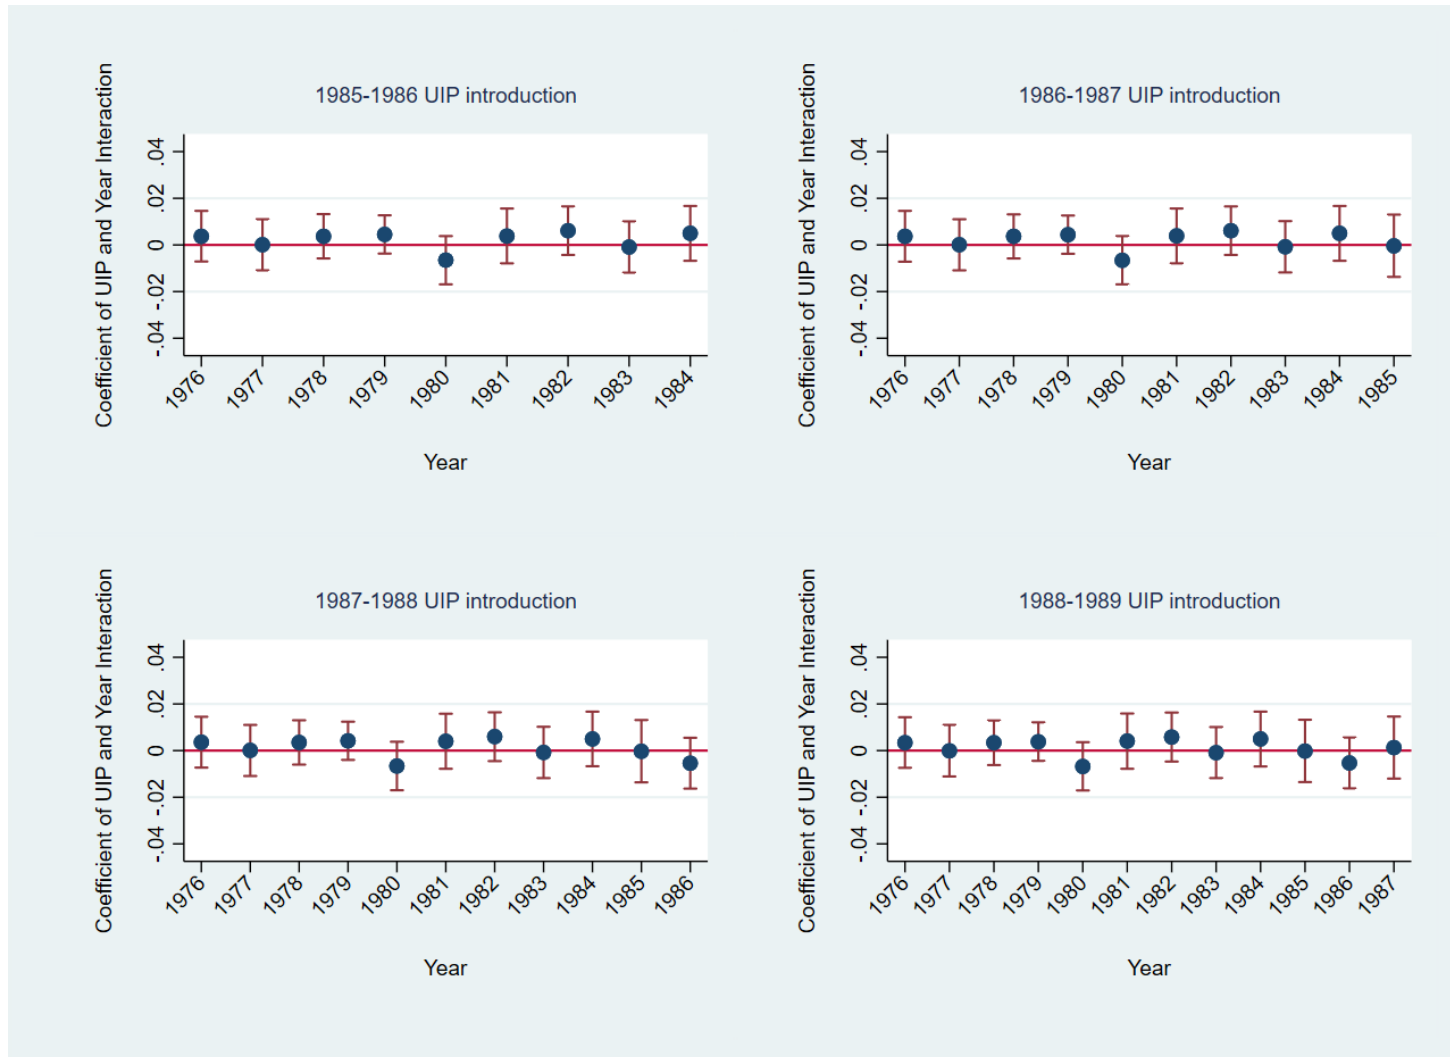 1985-1986 UIP introduction
Coefficient of UIP and Year Interaction
.04
.02
0
-.02
-.04
1976 1977 1978 1979 1980 1981 1982 1983 1984
Year
1986-1987 UIP introduction
Coefficient of UIP and Year Interaction
.04
.02
0
-.02
-.04
1976 1977 1978 1979 1980 1981 1982 1983 1984 1985
Year
1987-1988 UIP introduction
Coefficient of UIP and Year Interaction
.04
.02
0
-.02
-.04
1976 1977 1978 1979 1980 1981 1982 1983 1984 1985 1986
Year
1988-1989 UIP introduction
Coefficient of UIP and Year Interaction
.04
.02
0
-.02
-.04
1976 1977 1978 1979 1980 1981 1982 1983 1984 1985 1986 1987
Year